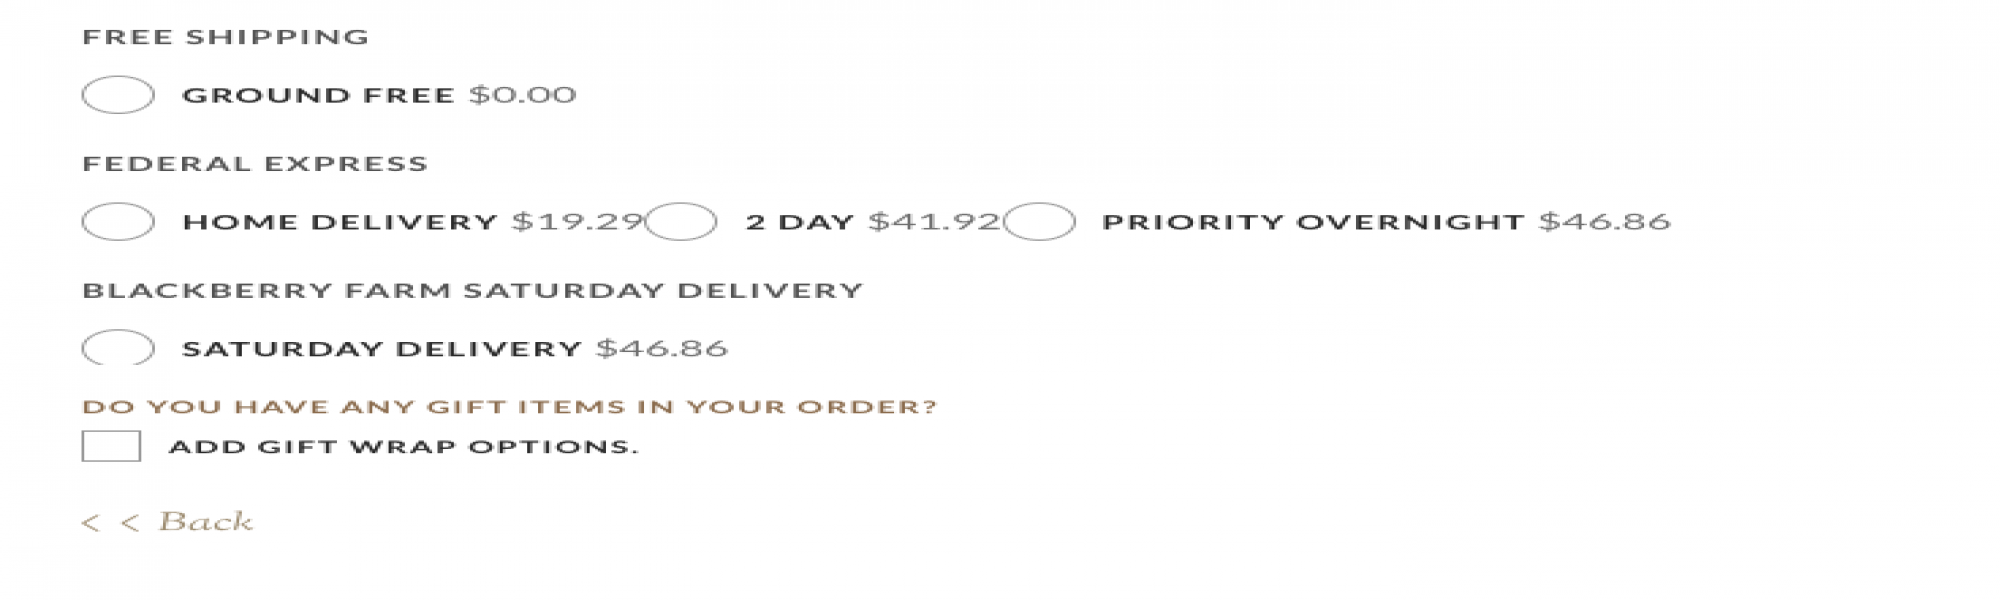 FREE SHIPPING
GROUND FREE $0.00
FEDERAL EXPRESS
HOME DELIVERY $19.29 2 DAY $41.92 PRIORITY OVERNIGHT $46.86
BLACKBERRY FARM SATURDAY DELIVERY
SATURDAY DELIVERY $46.86
DO YOU HAVE ANY GIFT ITEMS IN YOUR ORDER?
ADD GIFT WRAP OPTIONS.
< < Back